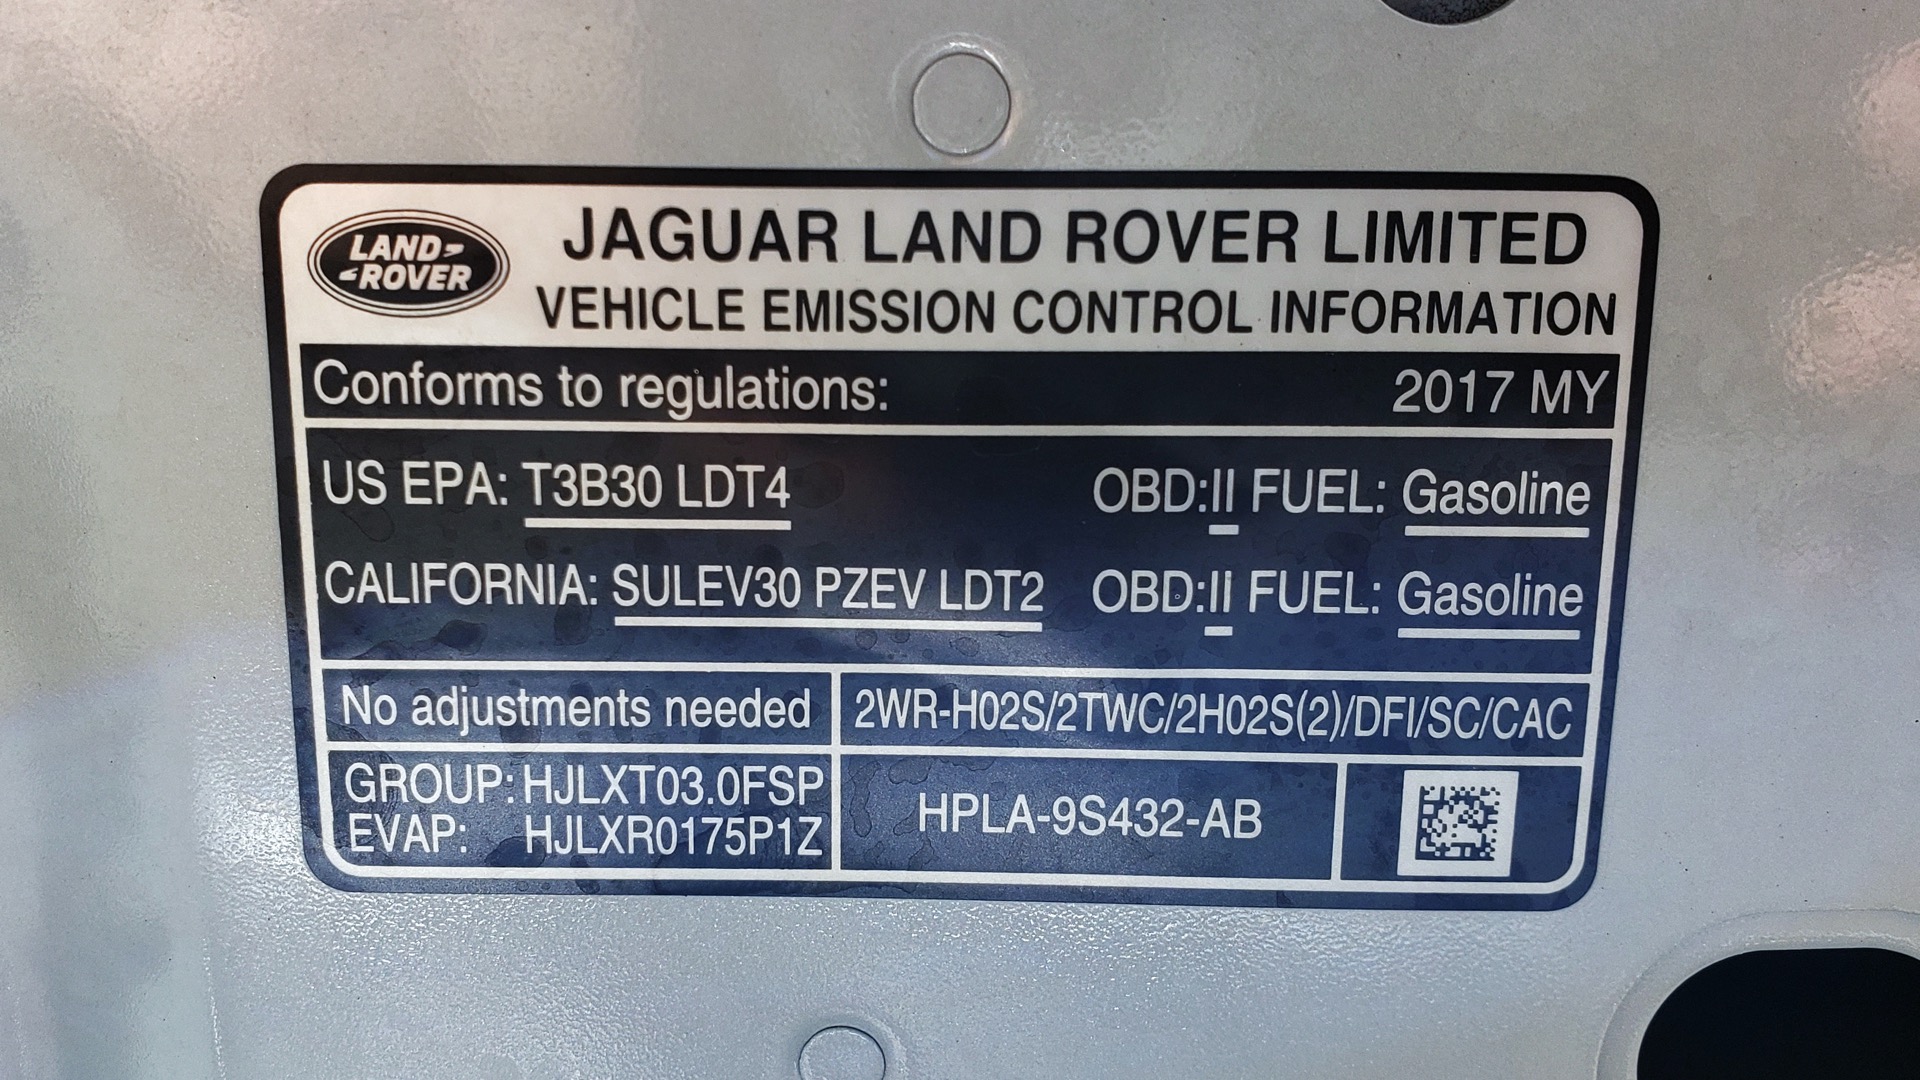 LAND
ROVER
JAGUAR LAND ROVER LIMITED
VEHICLE EMISSION CONTROL INFORMATION
Conforms to regulations: 2017 MY
US EPA: T3B30 LDT4 OBD:II FUEL: Gasoline
CALIFORNIA: SULEV30 PZEV LDT2 OBD:II FUEL: Gasoline
No adjustments needed 2WR-HO2S/2TWC/2HO2S(2)/DFI/SC/CAC
GROUP: HJLXT03.0FSP
EVAP: HJLXR0175P1Z
HPLA-9S432-AB